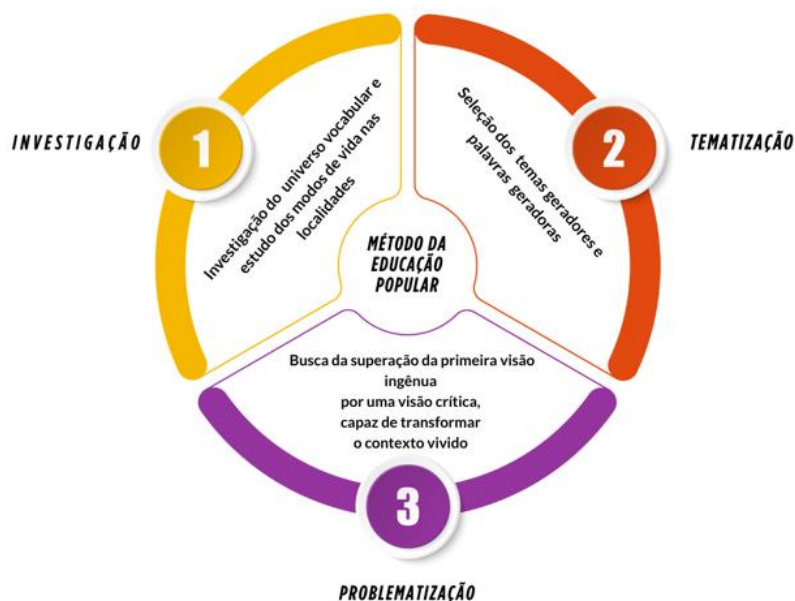 INVESTIGAÇÃO
1
Investigação do universo vocabular e
estudo dos modos de vida nas
localidades
2
TEMATIZAÇÃO
Seleção dos temas geradores e
palavras geradoras
MÉTODO DA
EDUCAÇÃO
POPULAR
Busca da superação da primeira visão
ingênua
por uma visão crítica,
capaz de transformar
o contexto vivido
3
PROBLEMATIZAÇÃO